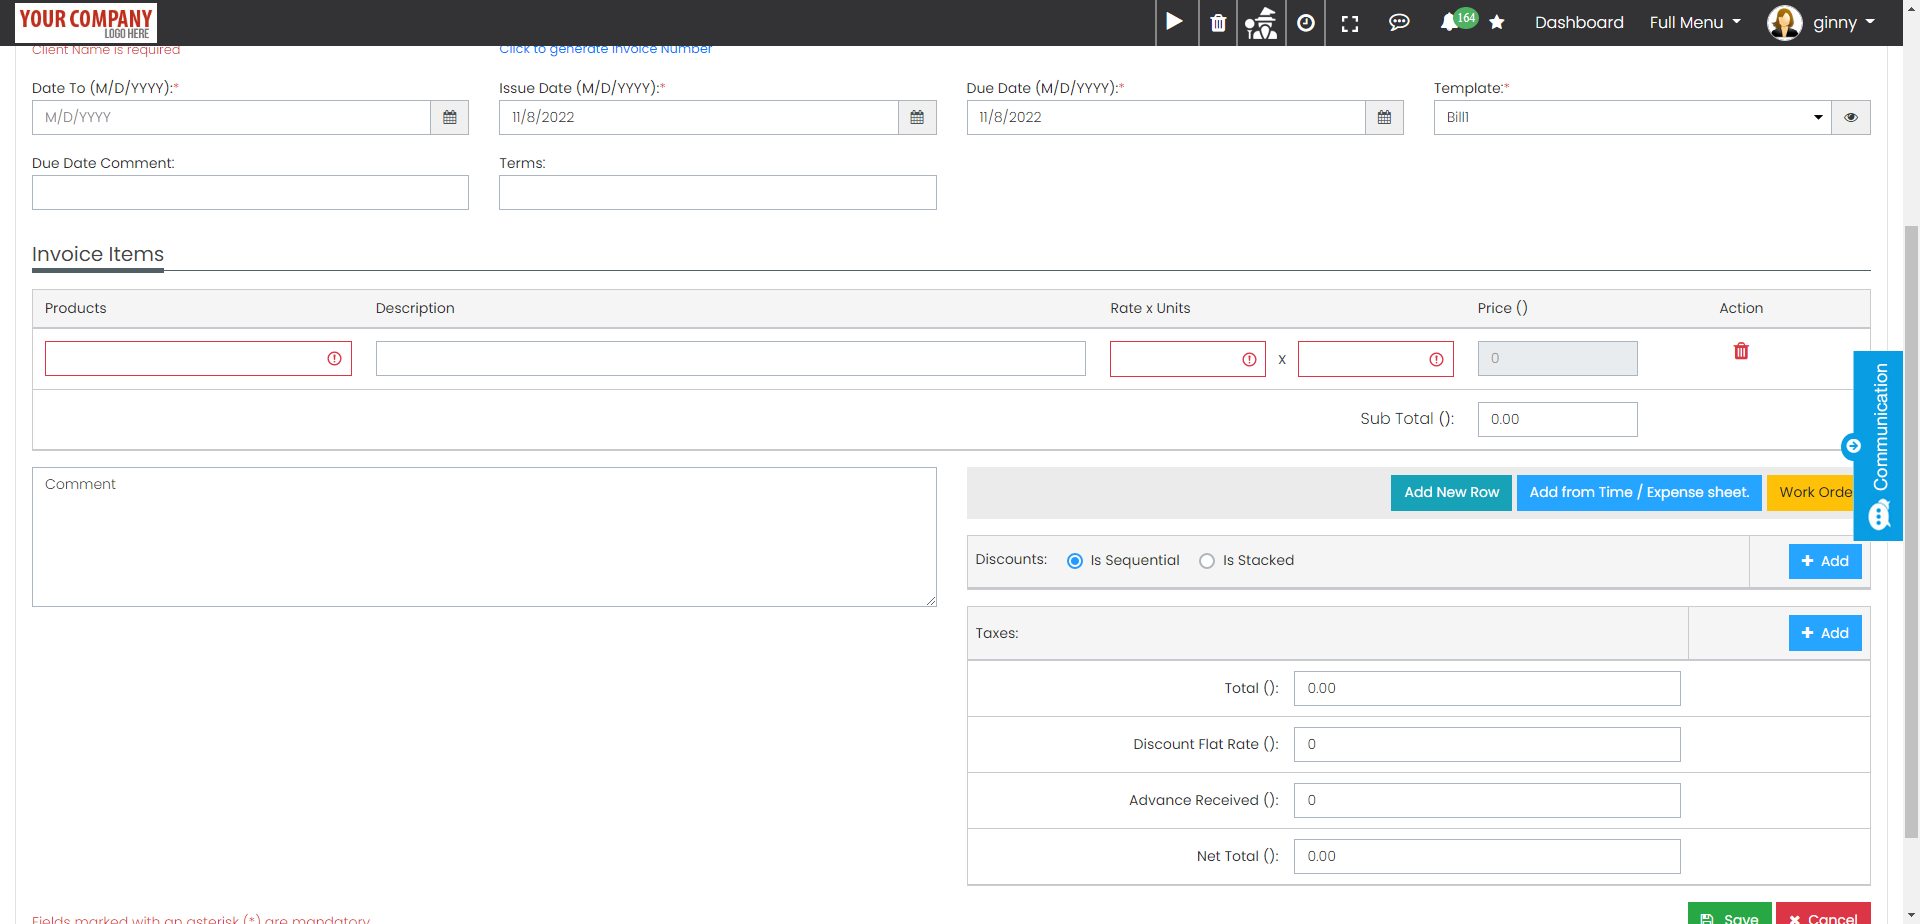 YOUR COMPANY
LOGO HERE
164
Dashboard
Full Menu
ginny
Client Name is required
Click to generate Invoice Number
Date To (M/D/YYYY):*
Issue Date (M/D/YYYY):*
Due Date (M/D/YYYY):*
Template:*
M/D/YYYY
11/8/2022
11/8/2022
Bill1
Due Date Comment:
Terms:
Invoice Items
Products
Description
Rate x Units
Price ()
Action
x
0
Sub Total ():
0.00
Communication
Comment
Add New Row
Add from Time / Expense sheet.
Work Orde
Discounts:
Is Sequential
Is Stacked
Add
Taxes:
Add
Total ():
0.00
Discount Flat Rate ():
0
Advance Received ():
0
Net Total ():
0.00
Fields marked with an asterisk (*) are mandatory
Save
Cancel